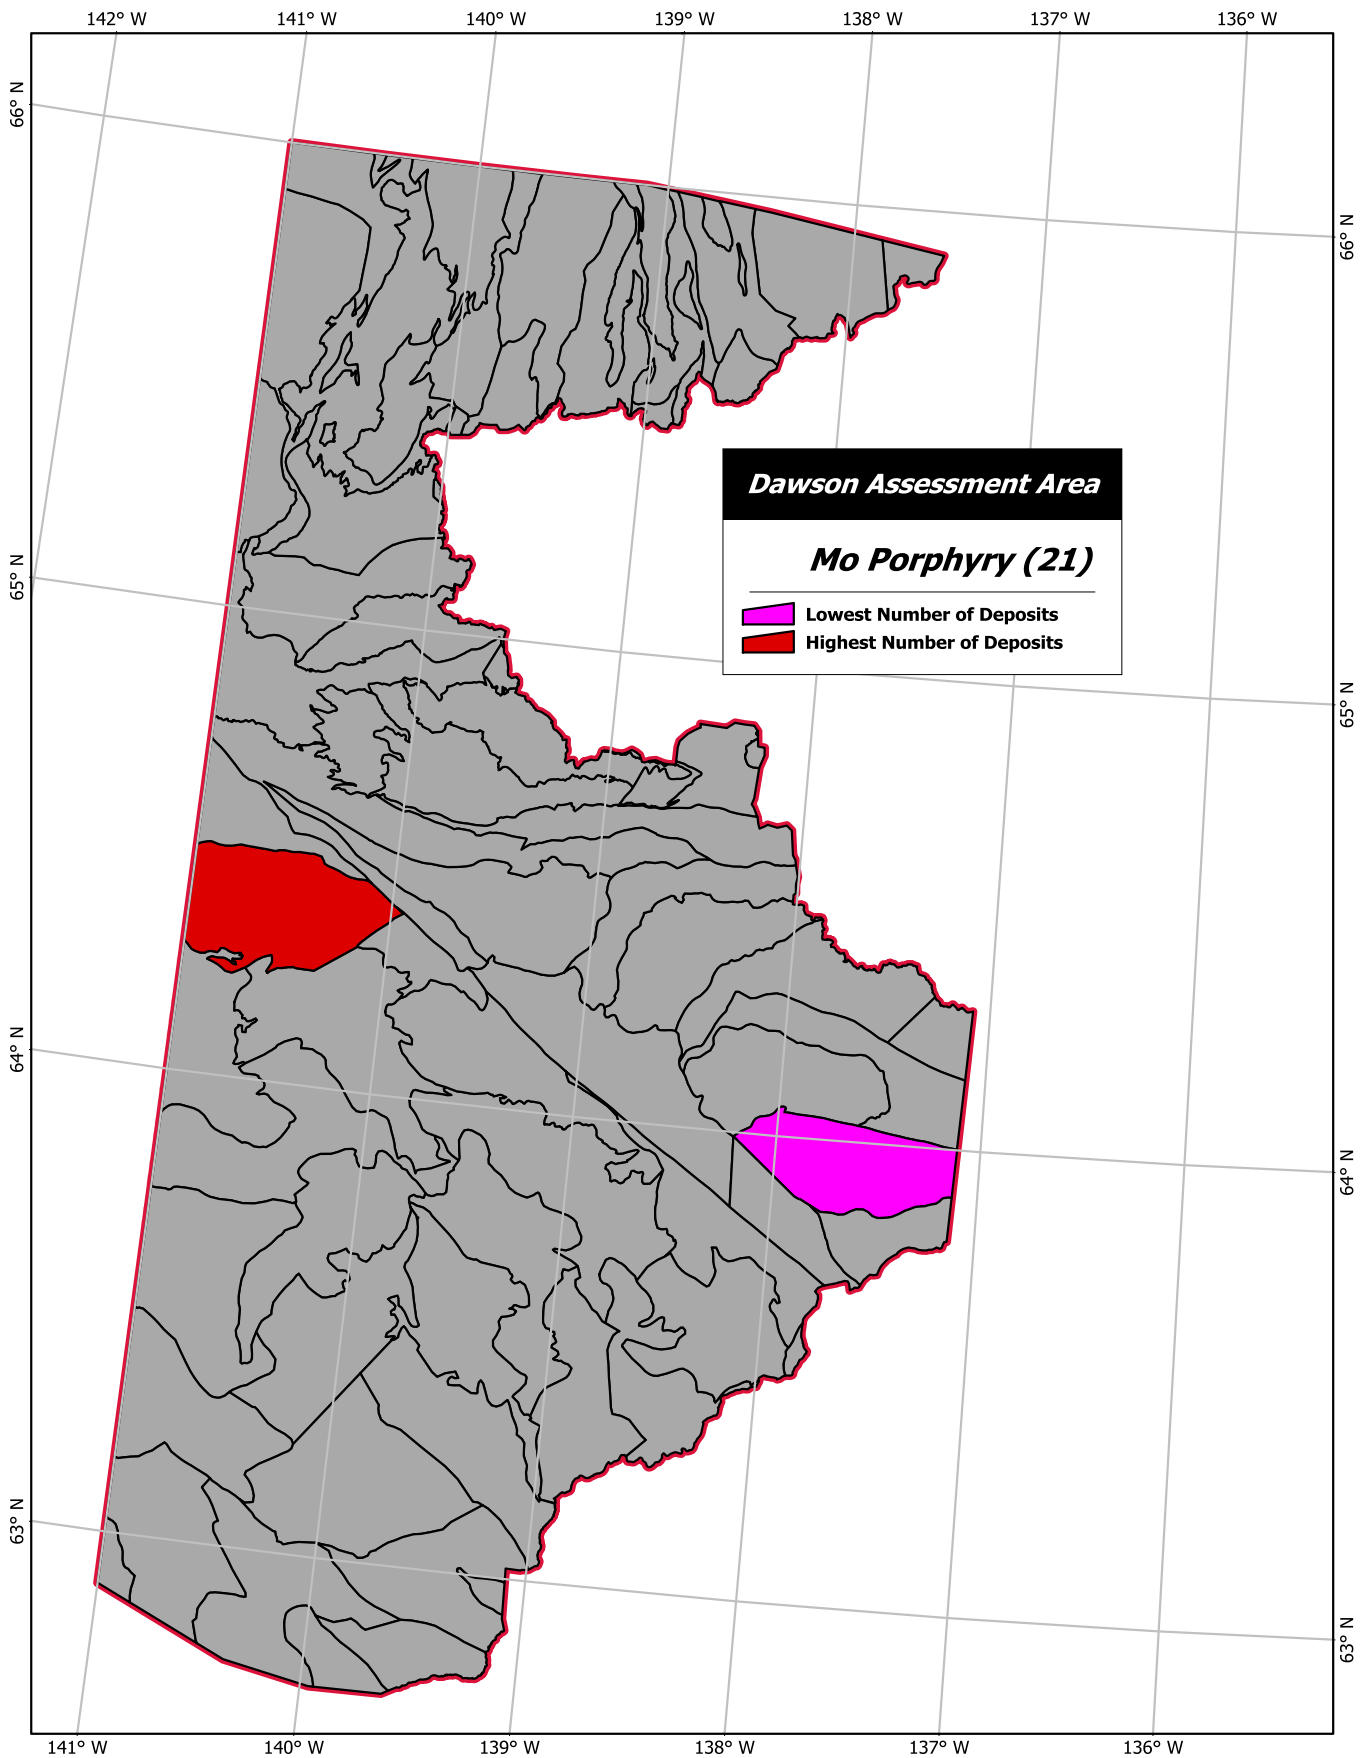 142° W 141° W 140° W 139° W 138° W 137° W 136° W
66° N
66° N
Dawson Assessment Area
Mo Porphyry (21)
65° N
Lowest Number of Deposits
Highest Number of Deposits
65° N
64° N
64° N
63° N
63° N
141° W 140° W 139° W 138° W 137° W 136° W